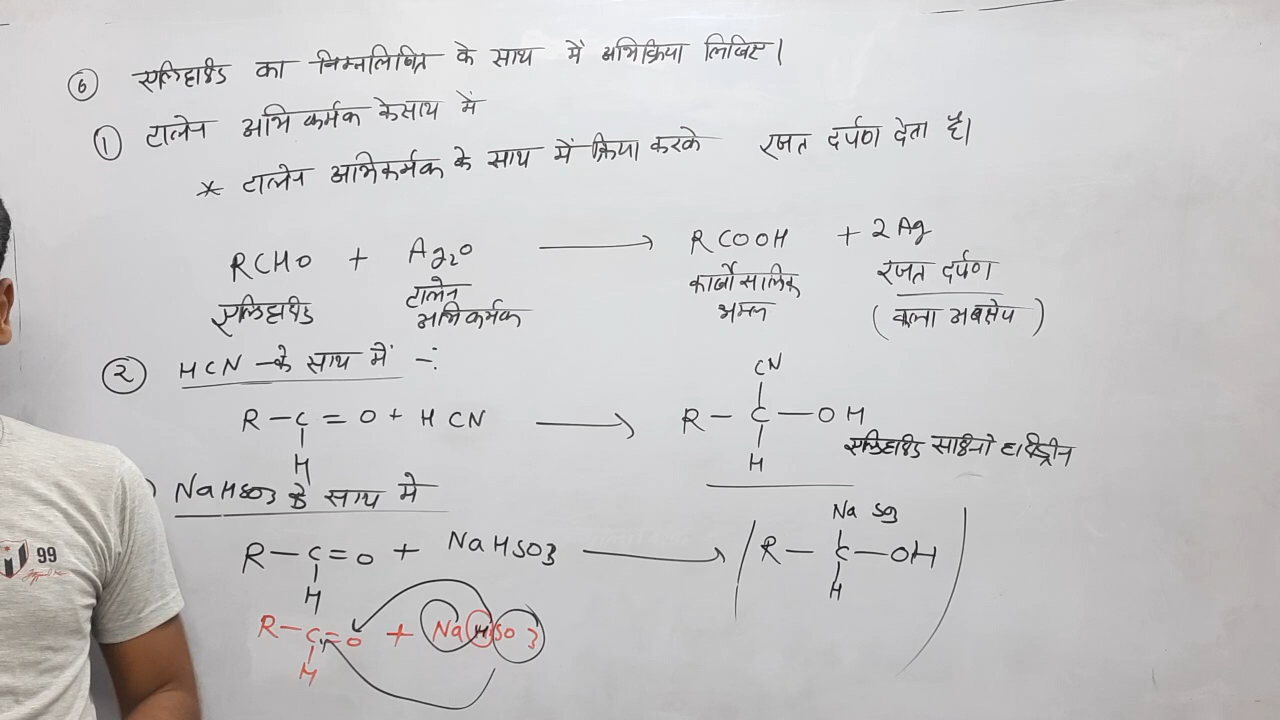 ⑥ एल्डिहाइड का निम्नलिखित के साथ में अभिक्रिया लिखिए।
① टालेन अभिकर्मक के साथ में
* टालेन अभिकर्मक के साथ में क्रिया करके रजत दर्पण देता है।
RCHO + Ag₂O ⟶ RCOOH + 2Ag
एल्डिहाइड टालेन अभिकर्मक कार्बोक्सालिक अम्ल रजत दर्पण
(काला अवक्षेप)
② HCN के साथ में -:
CN
R – C = O + HCN ⟶ R – C – OH
H H
एल्डिहाइड साइनो हाइड्रीन
NaHSO3 के साथ में
Na SO3
R – C = O + NaHSO3 ⟶ R – C – OH
H H
R – C = O + NaHSO3
H
99